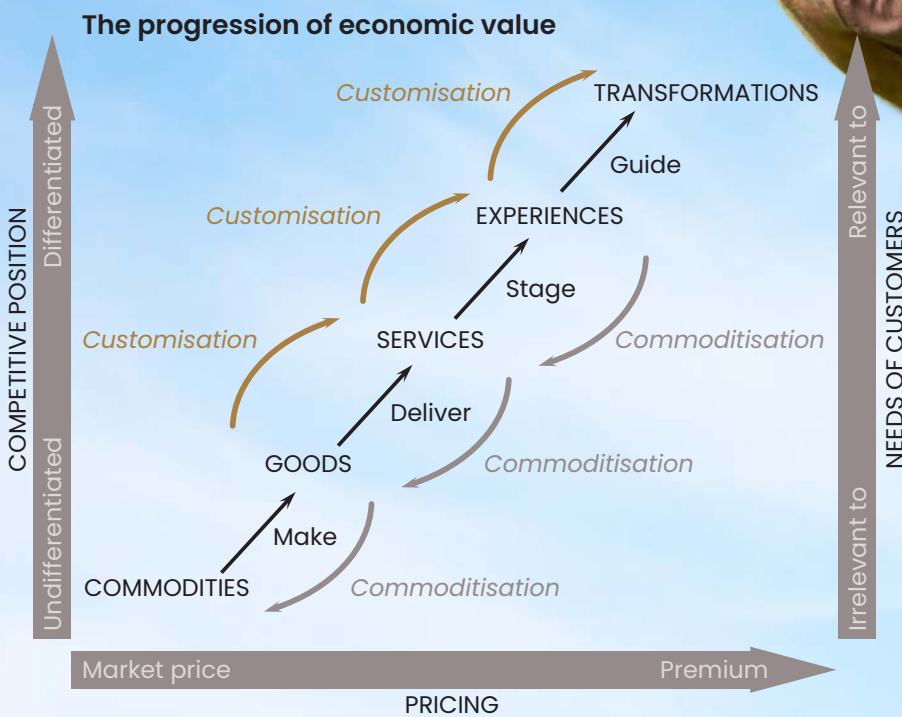 The progression of economic value
Customisation
TRANSFORMATIONS
Guide
Customisation
EXPERIENCES
Stage
Customisation
SERVICES
Commoditisation
Deliver
GOODS
Commoditisation
Make
COMMODITIES
Commoditisation
COMPETITIVE POSITION
Differentiated
Undifferentiated
Relevant to
Irrelevant to
NEEDS OF CUSTOMERS
Market price
Premium
PRICING